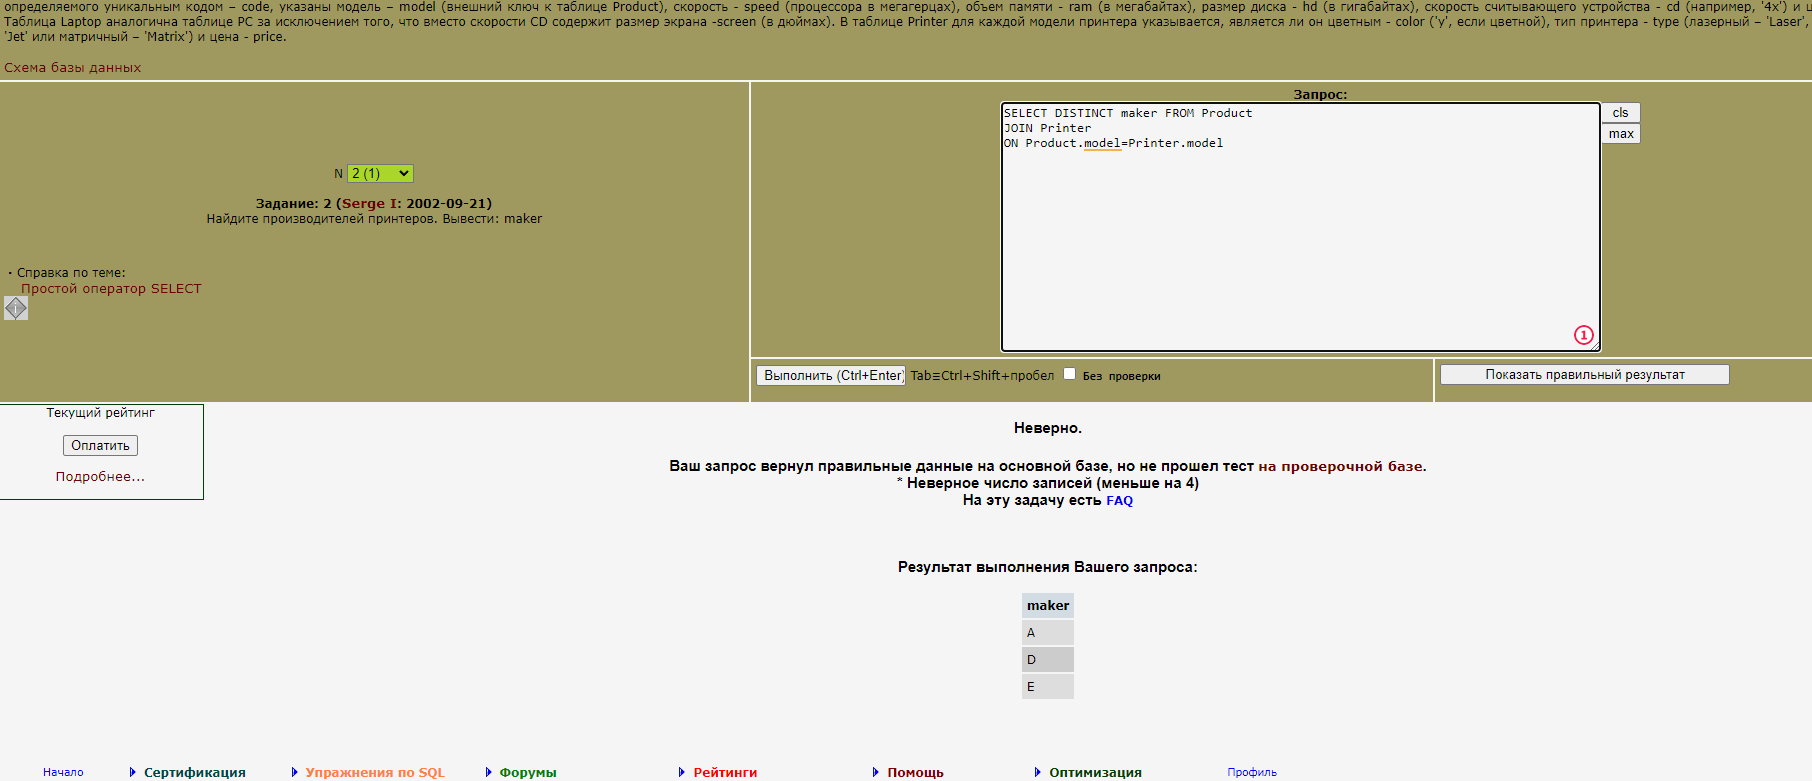 определяемого уникальным кодом – code, указаны модель – model (внешний ключ к таблице Product), скорость - speed (процессора в мегагерцах), объем памяти - ram (в мегабайтах), размер диска - hd (в гигабайтах), скорость считывающего устройства - cd (например, '4x') и ц
Таблица Laptop аналогична таблице PC за исключением того, что вместо скорости CD содержит размер экрана -screen (в дюймах). В таблице Printer для каждой модели принтера указывается, является ли он цветным - color ('y', если цветной), тип принтера - type (лазерный – 'Laser',
'Jet' или матричный – 'Matrix') и цена - price.
Схема базы данных
Запрос:
SELECT DISTINCT maker FROM Product
JOIN Printer
ON Product.model=Printer.model
cls
max
N 2 (1)
Задание: 2 (Serge I: 2002-09-21)
Найдите производителей принтеров. Вывести: maker
· Справка по теме:
Простой оператор SELECT
1
Выполнить (Ctrl+Enter) Tab≡Ctrl+Shift+пробел Без проверки
Показать правильный результат
Текущий рейтинг
Оплатить
Подробнее...
Неверно.
Ваш запрос вернул правильные данные на основной базе, но не прошел тест на проверочной базе.
* Неверное число записей (меньше на 4)
На эту задачу есть FAQ
Результат выполнения Вашего запроса:
maker
A
D
E
Начало Сертификация Упражнения по SQL Форумы Рейтинги Помощь Оптимизация Профиль